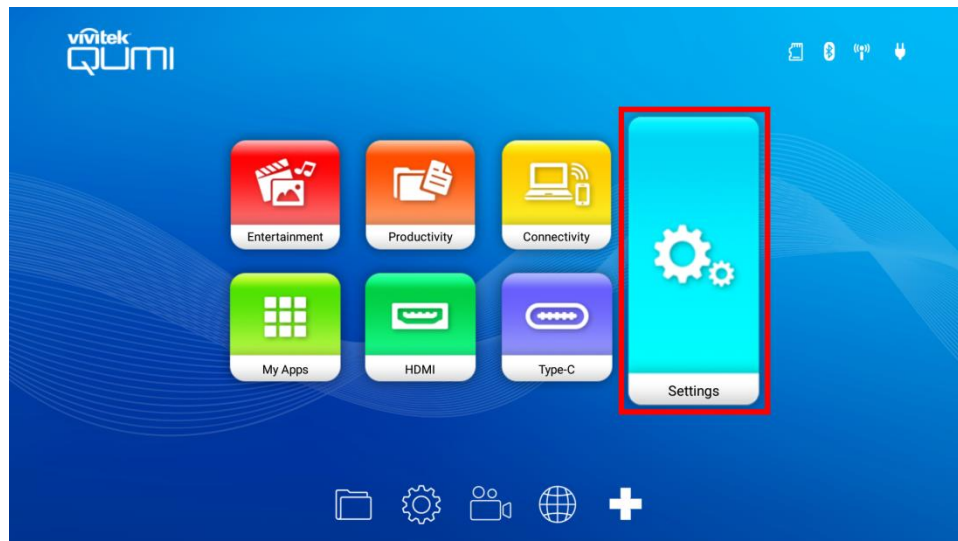 vivitek
QUMI
Entertainment
Productivity
Connectivity
My Apps
HDMI
Type-C
Settings